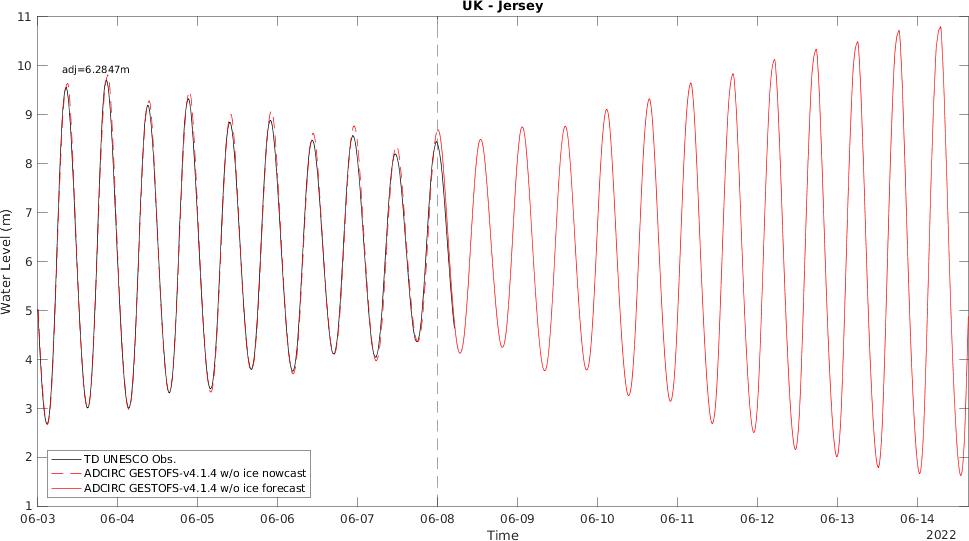 UK - Jersey
11
10
9
8
7
6
5
4
3
2
1
Water Level (m)
adj=6.2847m
TD UNESCO Obs.
ADCIRC GESTOFS-v4.1.4 w/o ice nowcast
ADCIRC GESTOFS-v4.1.4 w/o ice forecast
06-03 06-04 06-05 06-06 06-07 06-08 06-09 06-10 06-11 06-12 06-13 06-14
Time
2022